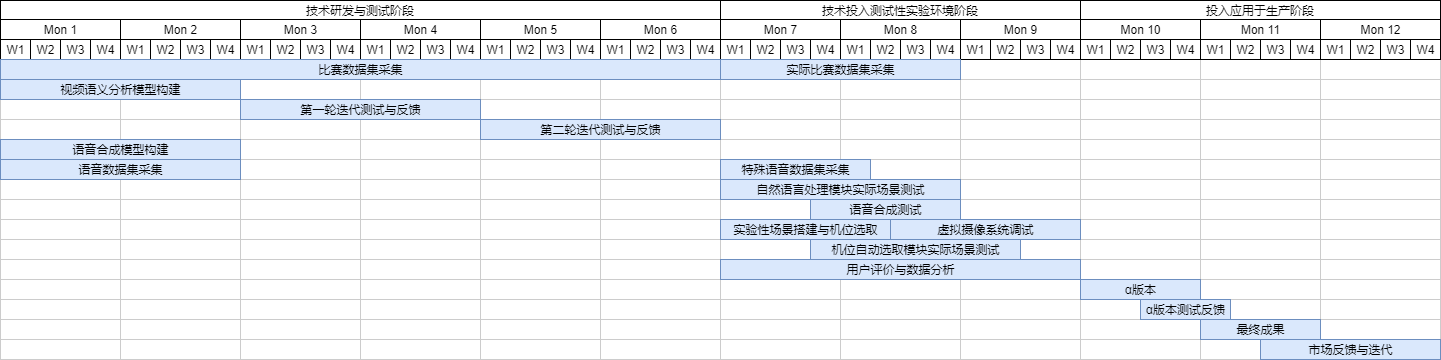 技术研发与测试阶段 技术投入测试性实验环境阶段 投入应用于生产阶段
Mon 1 Mon 2 Mon 3 Mon 4 Mon 5 Mon 6 Mon 7 Mon 8 Mon 9 Mon 10 Mon 11 Mon 12
W1 W2 W3 W4 W1 W2 W3 W4 W1 W2 W3 W4 W1 W2 W3 W4 W1 W2 W3 W4 W1 W2 W3 W4 W1 W2 W3 W4 W1 W2 W3 W4 W1 W2 W3 W4 W1 W2 W3 W4 W1 W2 W3 W4 W1 W2 W3 W4
比赛数据集采集 实际比赛数据集采集
视频语义分析模型构建
第一轮迭代测试与反馈
第二轮迭代测试与反馈
语音合成模型构建
语音数据集采集 特殊语音数据集采集
自然语言处理模块实际场景测试
语音合成测试
实验性场景搭建与机位选取 虚拟摄像系统调试
机位自动选取模块实际场景测试
用户评价与数据分析
α版本
α版本测试反馈
最终成果
市场反馈与迭代